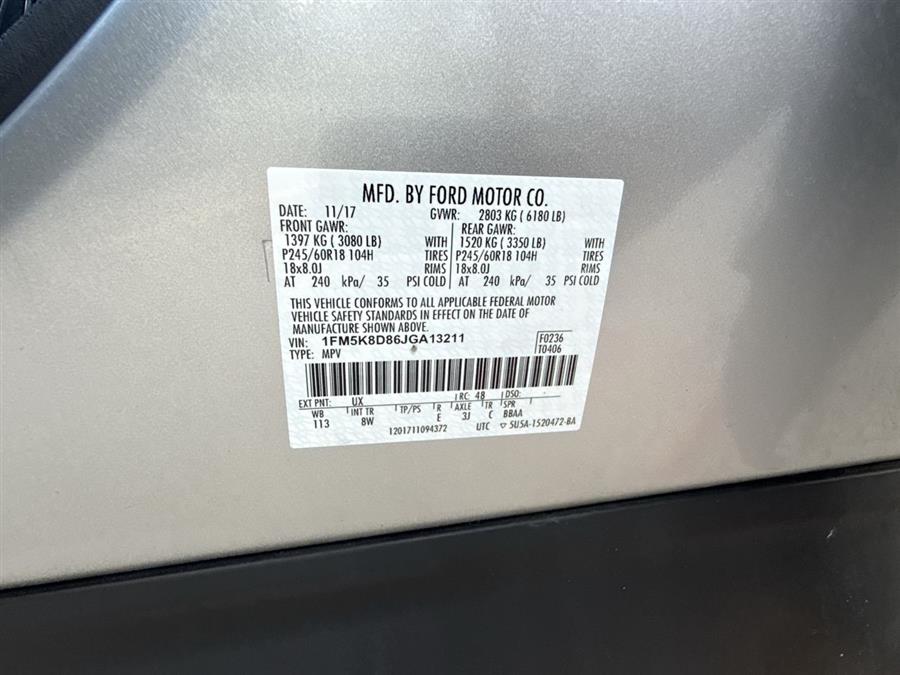 MFD. BY FORD MOTOR CO.
DATE: 11/17 GVWR: 2803 KG ( 6180 LB)
FRONT GAWR: REAR GAWR:
1397 KG ( 3080 LB) WITH 1520 KG ( 3350 LB) WITH
P245/60R18 104H TIRES P245/60R18 104H TIRES
18x8.0J RIMS 18x8.0J RIMS
AT 240 kPa/ 35 PSI COLD AT 240 kPa/ 35 PSI COLD
THIS VEHICLE CONFORMS TO ALL APPLICABLE FEDERAL MOTOR
VEHICLE SAFETY STANDARDS IN EFFECT ON THE DATE OF
MANUFACTURE SHOWN ABOVE.
VIN: 1FM5K8D86JGA13211 F0236
TYPE: MPV T0406
EXT PNT: UX RC: 48 DSO:
WB INT TR TP/PS R AXLE TR SPR
113 8W E 3J C BBAA
1201711094372 UTC 5U5A-1520472-BA